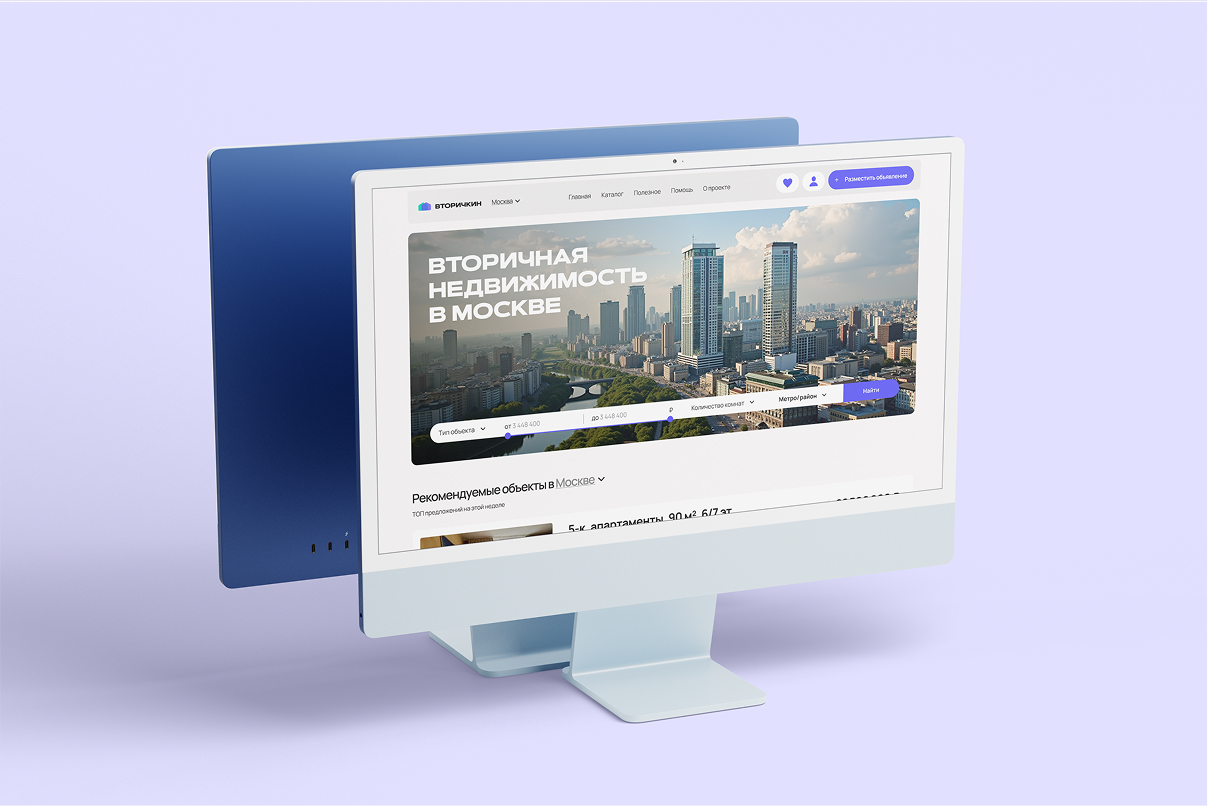 ВТОРИЧКИН Москва Главная Каталог Полезное Помощь О проекте + Разместить объявление
ВТОРИЧНАЯ
НЕДВИЖИМОСТЬ
В МОСКВЕ
Тип объекта от 3 448 400 до 3 448 400 ₽ Количество комнат Метро/район Найти
Рекомендуемые объекты в Москве
ТОП предложений на этой неделе
5-к. апартаменты, 90 м², 6/7 эт.